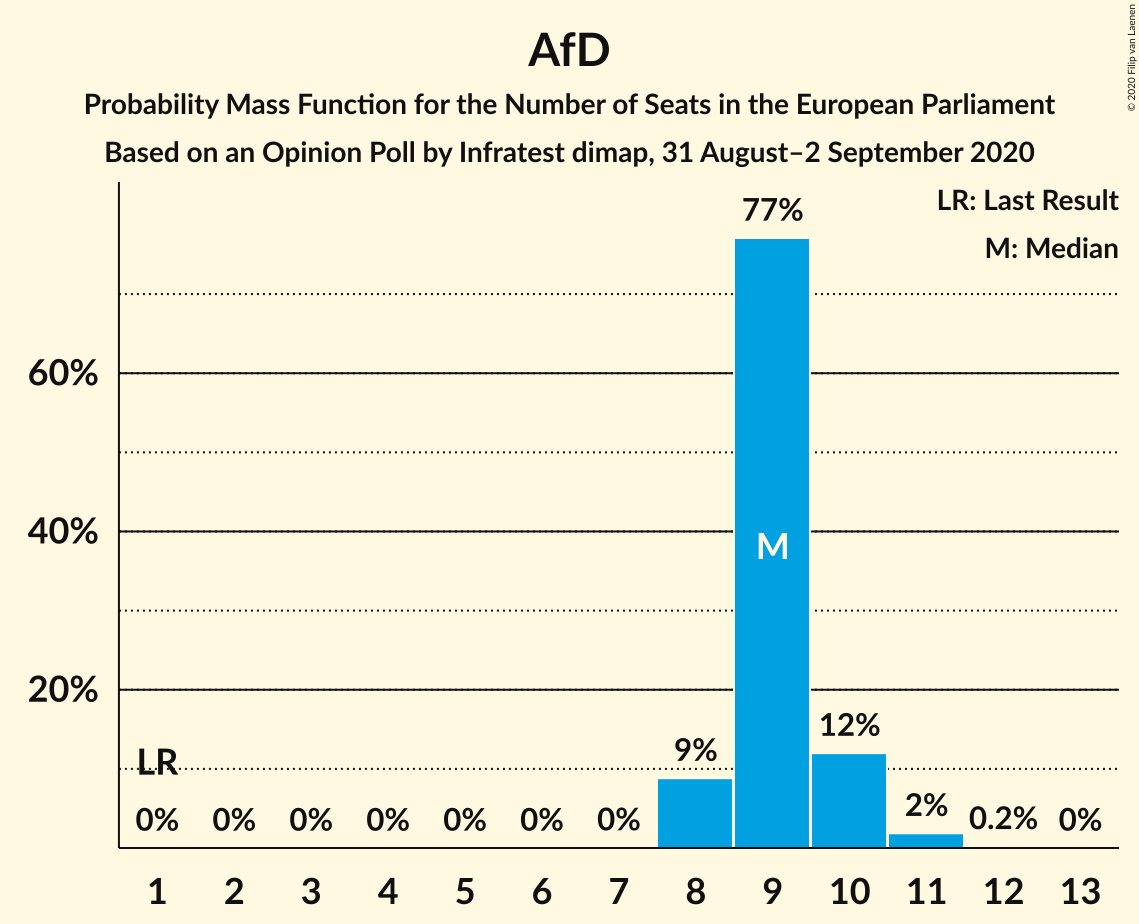 AfD
Probability Mass Function for the Number of Seats in the European Parliament
Based on an Opinion Poll by Infratest dimap, 31 August–2 September 2020
© 2020 Filip van Laenen
LR: Last Result
M: Median
77%
60%
40%
M
20%
12%
9%
LR
2%
0% 0% 0% 0% 0% 0% 0% 0.2% 0%
1 2 3 4 5 6 7 8 9 10 11 12 13